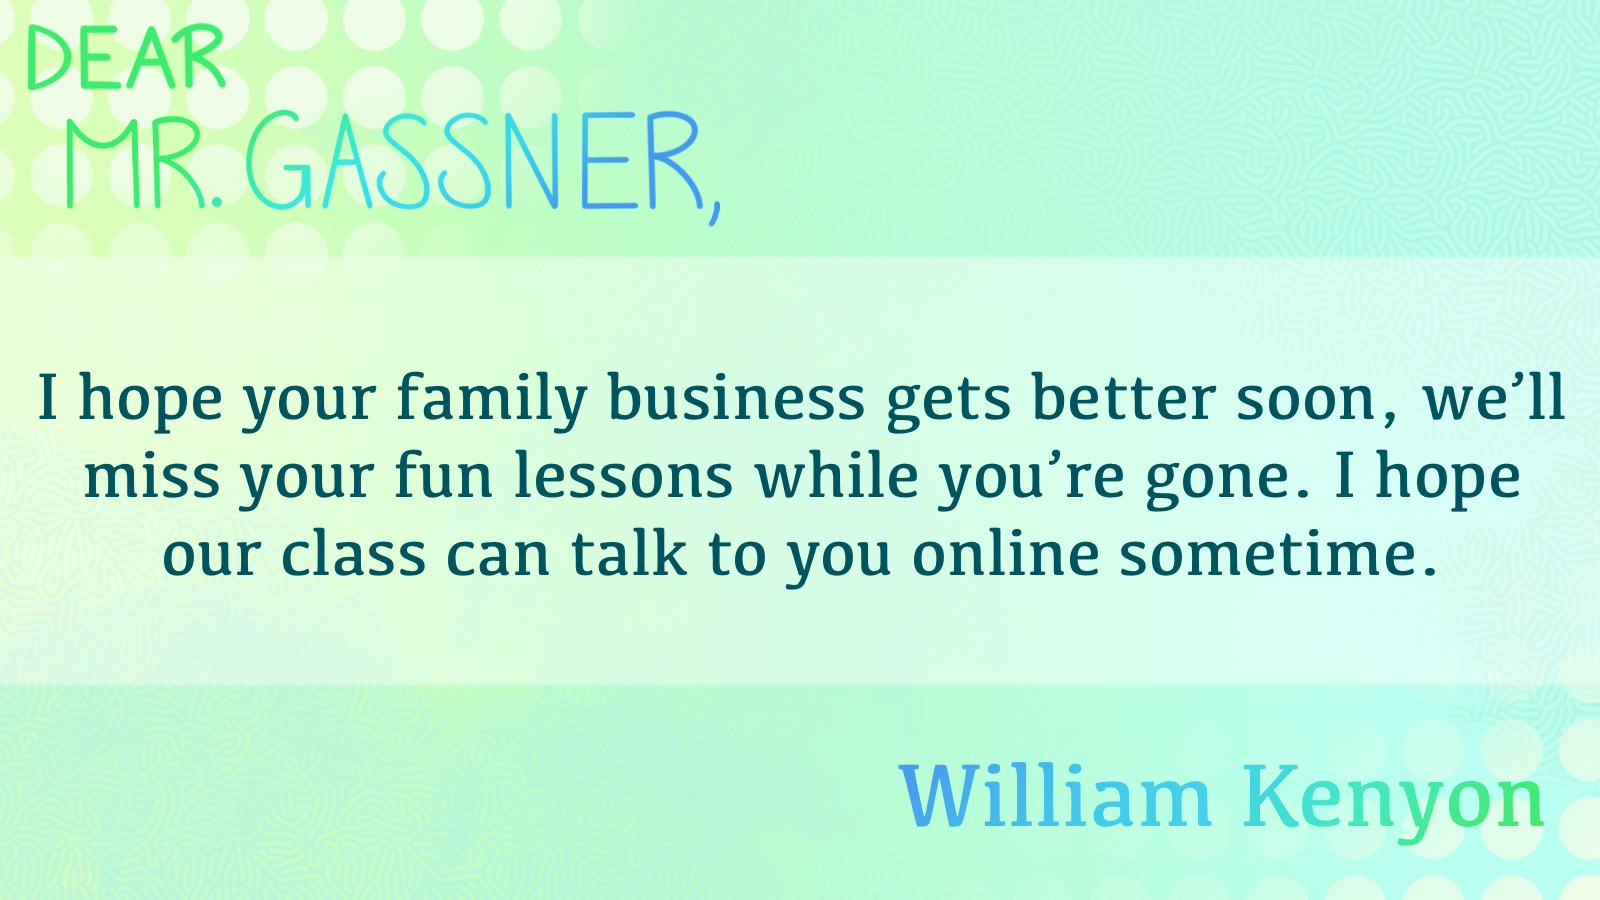 DEAR
MR. GASSNER,
I hope your family business gets better soon, we’ll
miss your fun lessons while you’re gone. I hope
our class can talk to you online sometime.
William Kenyon